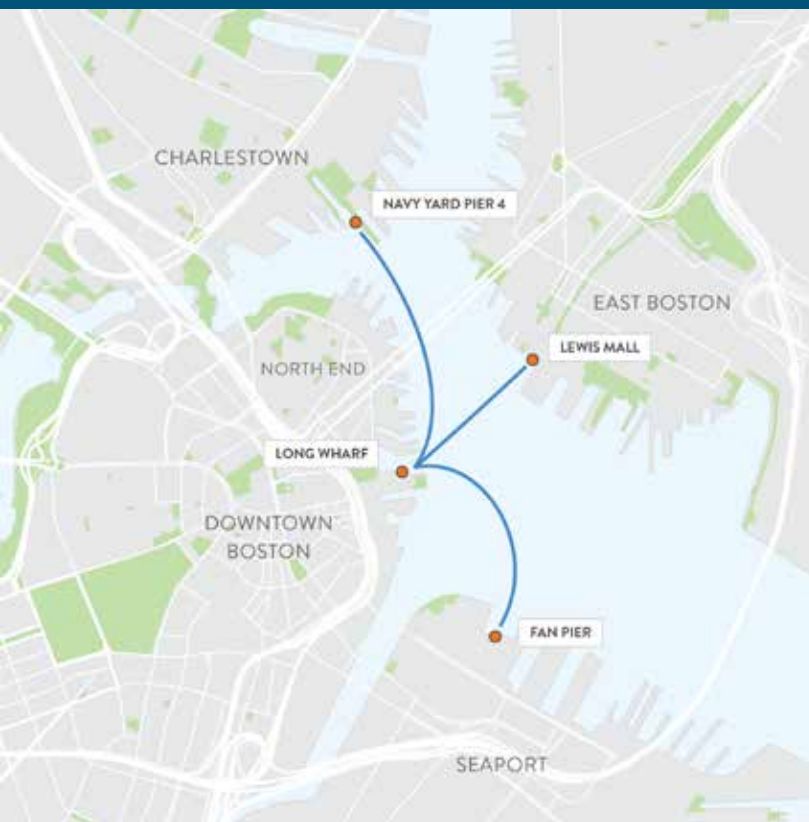 CHARLESTOWN
NAVY YARD PIER 4
EAST BOSTON
LEWIS MALL
NORTH END
LONG WHARF
DOWNTOWN
BOSTON
FAN PIER
SEAPORT